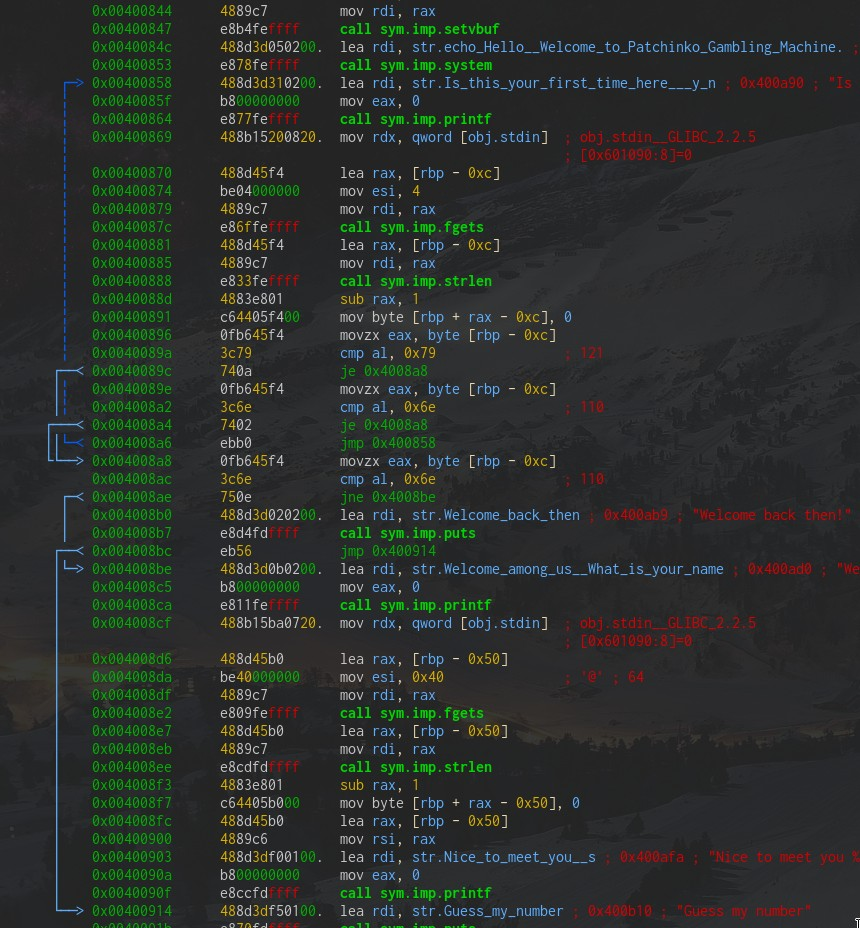 0x00400844 4889c7 mov rdi, rax
0x00400847 e8b4feffff call sym.imp.setvbuf
0x0040084c 488d3d050200. lea rdi, str.echo_Hello__Welcome_to_Patchinko_Gambling_Machine. ;
0x00400853 e878feffff call sym.imp.system
0x00400858 488d3d310200. lea rdi, str.Is_this_your_first_time_here___y_n ; 0x400a90 ; "Is
0x0040085f b800000000 mov eax, 0
0x00400864 e877feffff call sym.imp.printf
0x00400869 488b15200820. mov rdx, qword [obj.stdin] ; obj.stdin__GLIBC_2.2.5
; [0x601090:8]=0
0x00400870 488d45f4 lea rax, [rbp - 0xc]
0x00400874 be04000000 mov esi, 4
0x00400879 4889c7 mov rdi, rax
0x0040087c e86ffeffff call sym.imp.fgets
0x00400881 488d45f4 lea rax, [rbp - 0xc]
0x00400885 4889c7 mov rdi, rax
0x00400888 e833feffff call sym.imp.strlen
0x0040088d 4883e801 sub rax, 1
0x00400891 c64405f400 mov byte [rbp + rax - 0xc], 0
0x00400896 0fb645f4 movzx eax, byte [rbp - 0xc]
0x0040089a 3c79 cmp al, 0x79 ; 121
0x0040089c 740a je 0x4008a8
0x0040089e 0fb645f4 movzx eax, byte [rbp - 0xc]
0x004008a2 3c6e cmp al, 0x6e ; 110
0x004008a4 7402 je 0x4008a8
0x004008a6 ebb0 jmp 0x400858
0x004008a8 0fb645f4 movzx eax, byte [rbp - 0xc]
0x004008ac 3c6e cmp al, 0x6e ; 110
0x004008ae 750e jne 0x4008be
0x004008b0 488d3d020200. lea rdi, str.Welcome_back_then ; 0x400ab9 ; "Welcome back then!"
0x004008b7 e8d4fdffff call sym.imp.puts
0x004008bc eb56 jmp 0x400914
0x004008be 488d3d0b0200. lea rdi, str.Welcome_among_us__What_is_your_name ; 0x400ad0 ; "We
0x004008c5 b800000000 mov eax, 0
0x004008ca e811feffff call sym.imp.printf
0x004008cf 488b15ba0720. mov rdx, qword [obj.stdin] ; obj.stdin__GLIBC_2.2.5
; [0x601090:8]=0
0x004008d6 488d45b0 lea rax, [rbp - 0x50]
0x004008da be40000000 mov esi, 0x40 ; '@' ; 64
0x004008df 4889c7 mov rdi, rax
0x004008e2 e809feffff call sym.imp.fgets
0x004008e7 488d45b0 lea rax, [rbp - 0x50]
0x004008eb 4889c7 mov rdi, rax
0x004008ee e8cdfdffff call sym.imp.strlen
0x004008f3 4883e801 sub rax, 1
0x004008f7 c64405b000 mov byte [rbp + rax - 0x50], 0
0x004008fc 488d45b0 lea rax, [rbp - 0x50]
0x00400900 4889c6 mov rsi, rax
0x00400903 488d3df00100. lea rdi, str.Nice_to_meet_you__s ; 0x400afa ; "Nice to meet you %
0x0040090a b800000000 mov eax, 0
0x0040090f e8ccfdffff call sym.imp.printf
0x00400914 488d3df50100. lea rdi, str.Guess_my_number ; 0x400b10 ; "Guess my number"